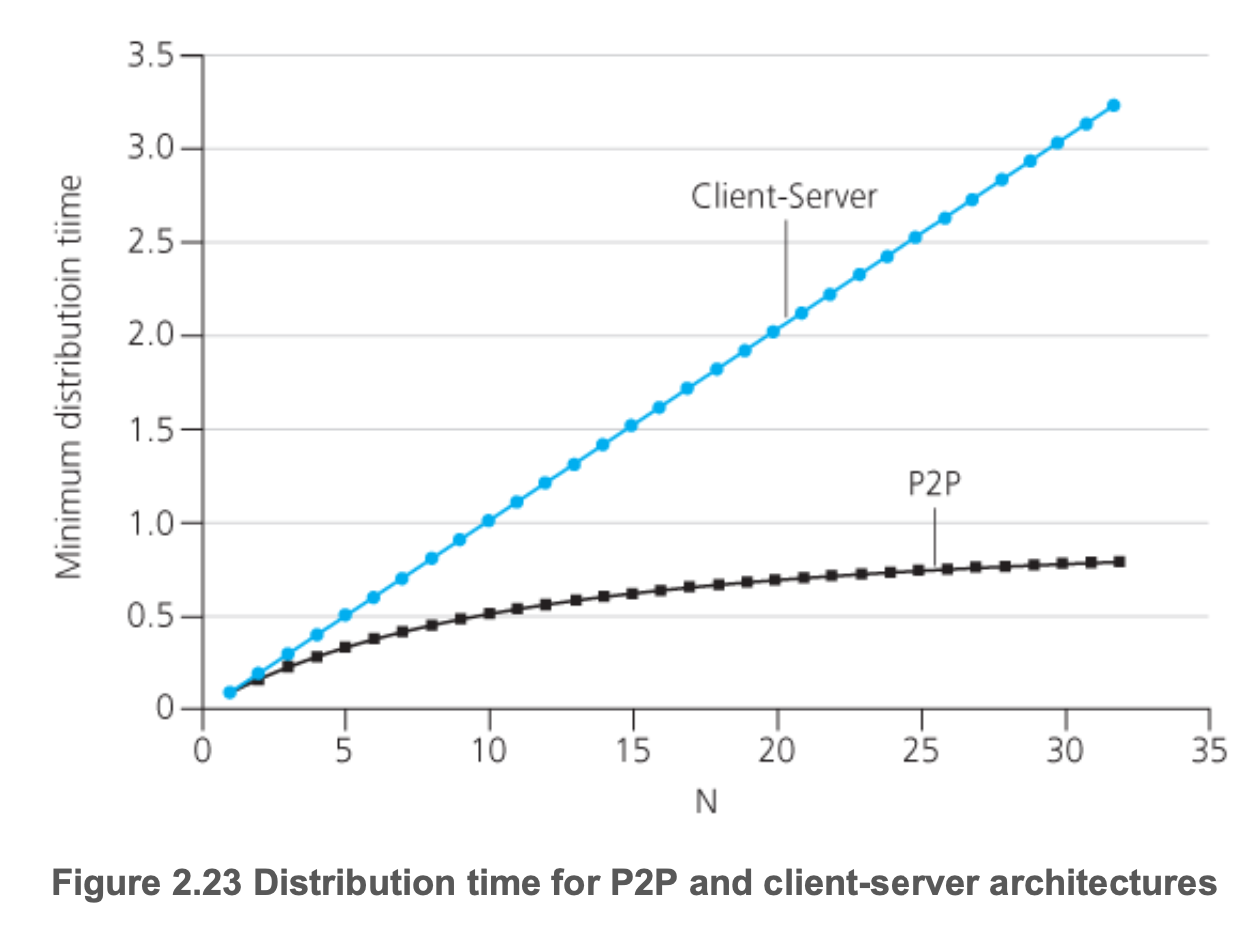 3.5
3.0
2.5
2.0
1.5
1.0
0.5
0
Minimum distributioin tiime
Client-Server
P2P
0 5 10 15 20 25 30 35
N
Figure 2.23 Distribution time for P2P and client-server architectures